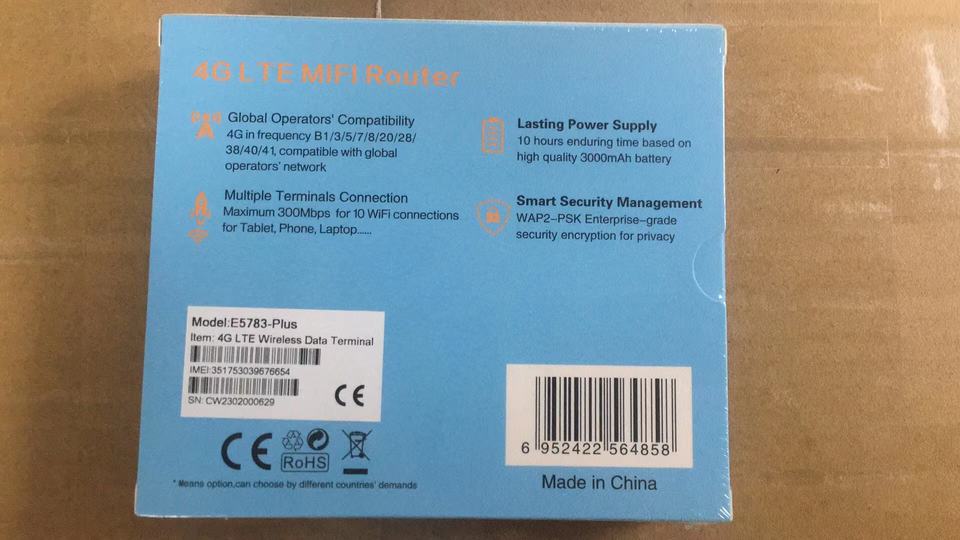 4G LTE MIFI Router
Global Operators' Compatibility
4G in frequency B1/3/5/7/8/20/28/
38/40/41, compatible with global
operators' network
Multiple Terminals Connection
Maximum 300Mbps for 10 WiFi connections
for Tablet, Phone, Laptop......
Lasting Power Supply
10 hours enduring time based on
high quality 3000mAh battery
Smart Security Management
WAP2-PSK Enterprise-grade
security encryption for privacy
Model:E5783-Plus
Item: 4G LTE Wireless Data Terminal
IMEI:351753039676654
SN: CW2302000629
CE
CE
RoHS
* Means option,can choose by different countries' demands
6 952422 564858
Made in China